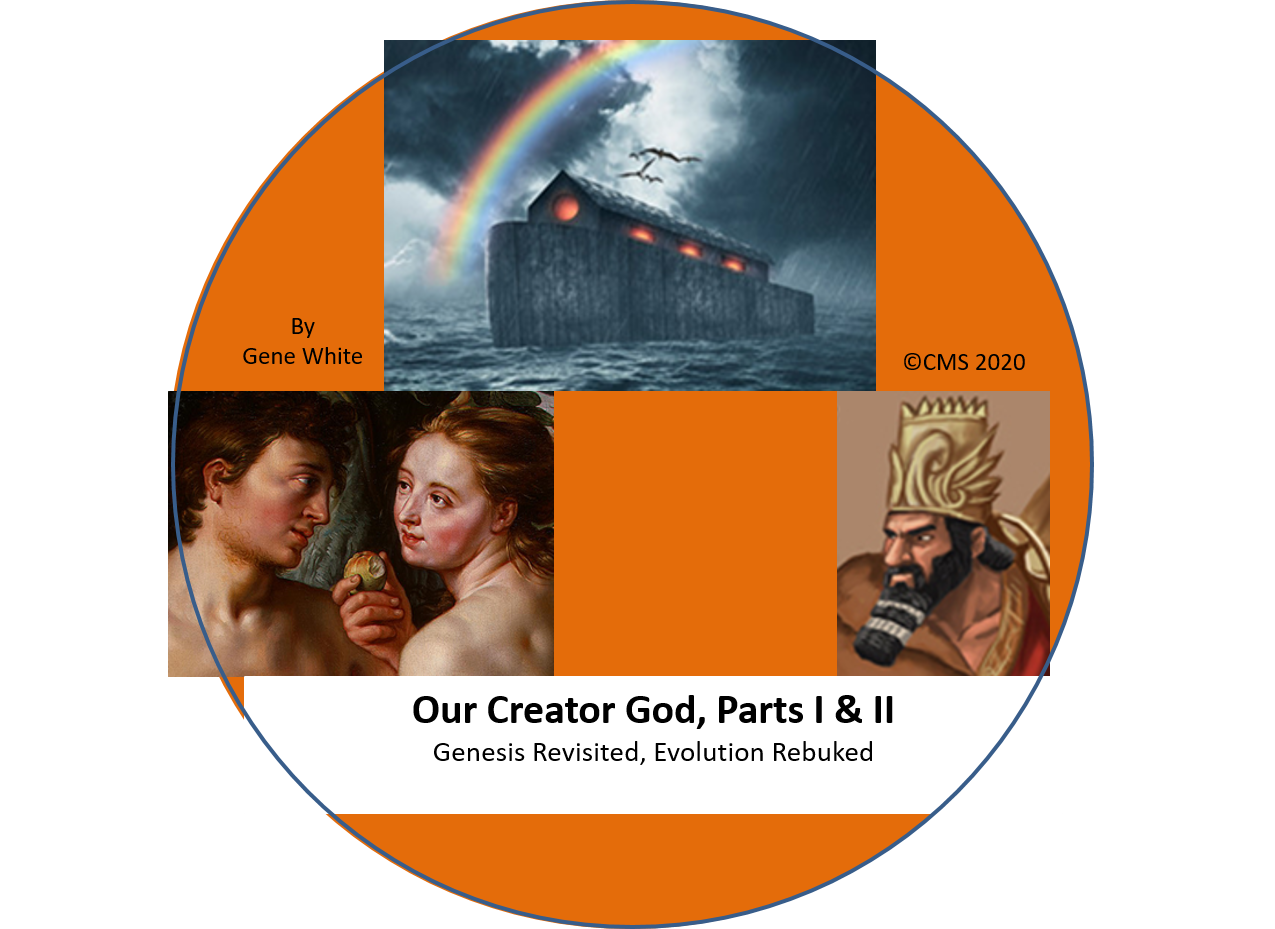 By
Gene White
©CMS 2020
Our Creator God, Parts I & II
Genesis Revisited, Evolution Rebuked